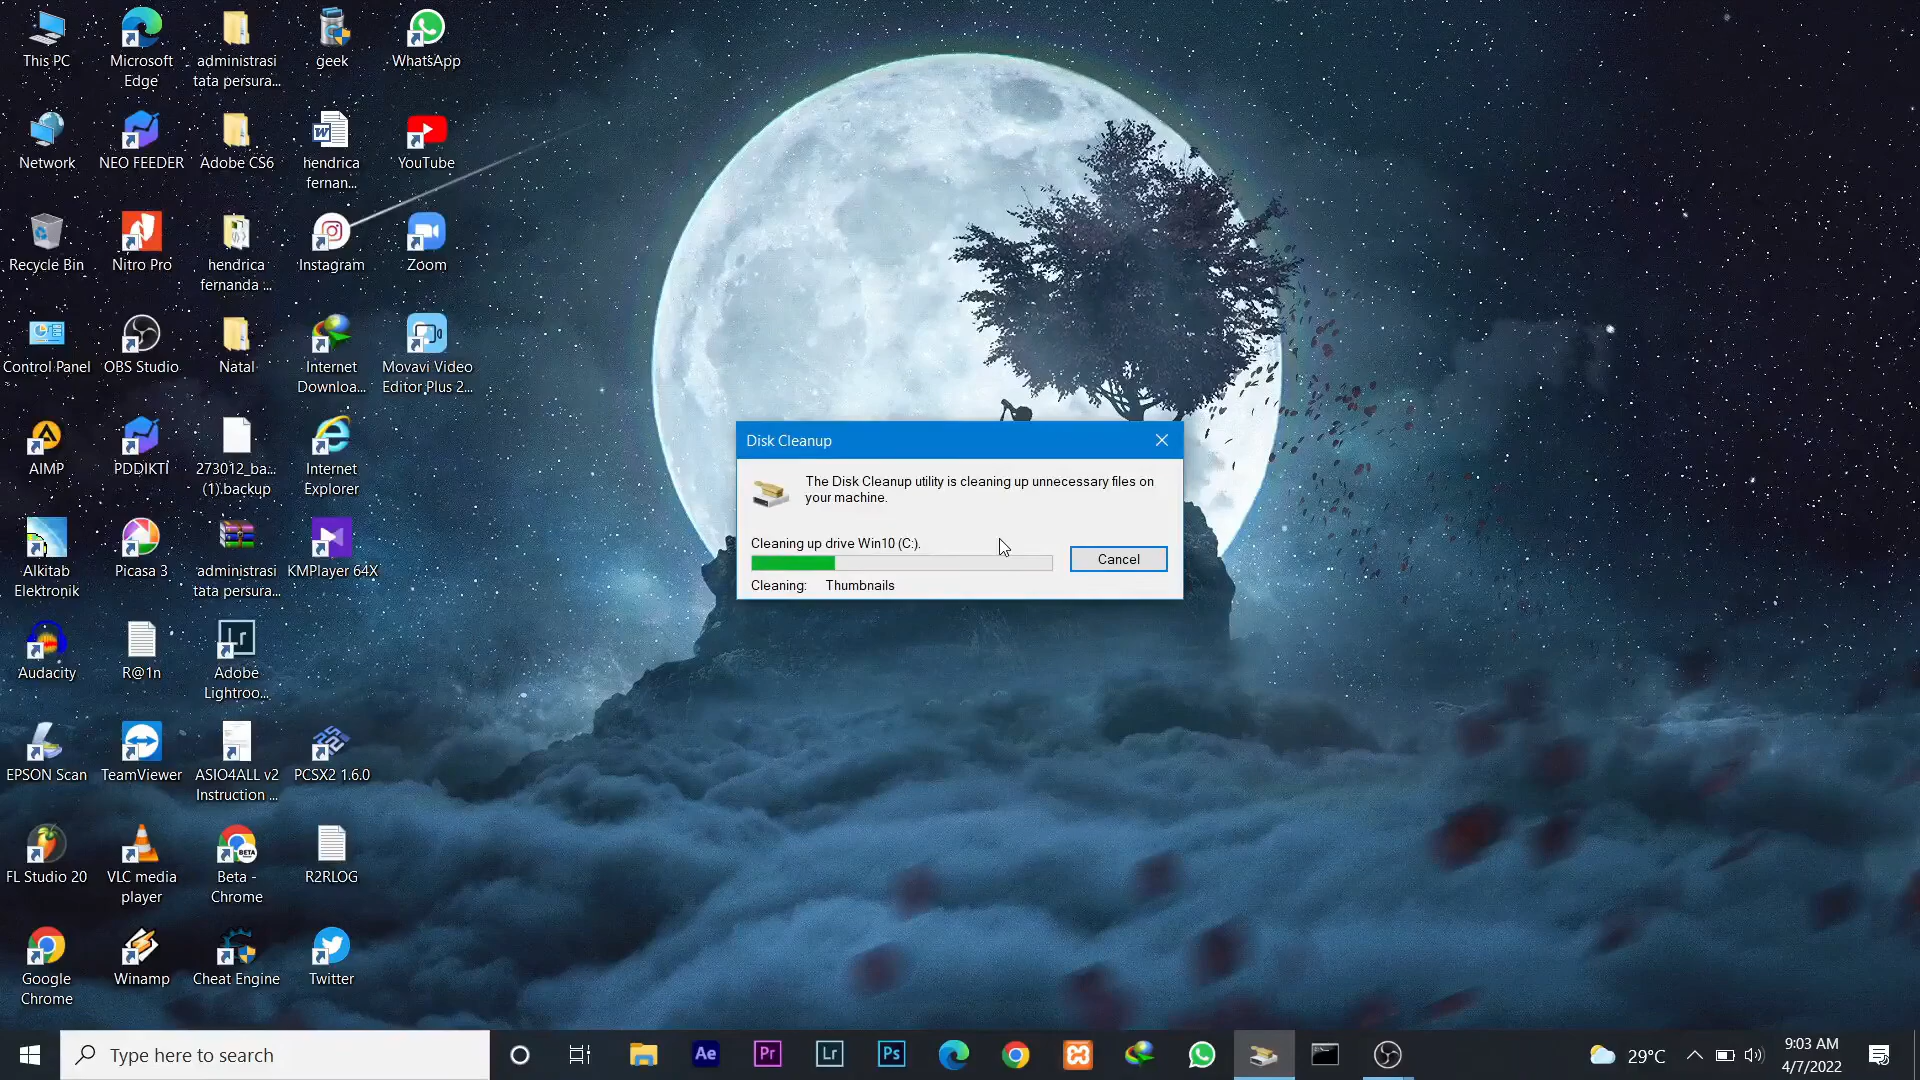 This PC
Microsoft
Edge
administrasi
tata persura...
geek
WhatsApp
Network
NEO FEEDER
Adobe CS6
hendrica
fernan...
YouTube
Recycle Bin
Nitro Pro
hendrica
fernanda ...
Instagram
Zoom
Control Panel
OBS Studio
Natal
Internet
Downloa...
Movavi Video
Editor Plus 2...
AIMP
PDDIKTI
273012_ba...
(1).backup
Internet
Explorer
Alkitab
Elektronik
Picasa 3
administrasi
tata persura...
KMPlayer 64X
Audacity
R@1n
Lr
Adobe
Lightroo...
EPSON Scan
TeamViewer
ASIO4ALL v2
Instruction ...
PCSX2 1.6.0
FL Studio 20
VLC media
player
BETA
Beta -
Chrome
R2RLOG
Google
Chrome
Winamp
Cheat Engine
Twitter
Disk Cleanup
The Disk Cleanup utility is cleaning up unnecessary files on
your machine.
Cleaning up drive Win10 (C:).
Cancel
Cleaning: Thumbnails
Type here to search
Ae
Pr
Lr
Ps
29°C
9:03 AM
4/7/2022